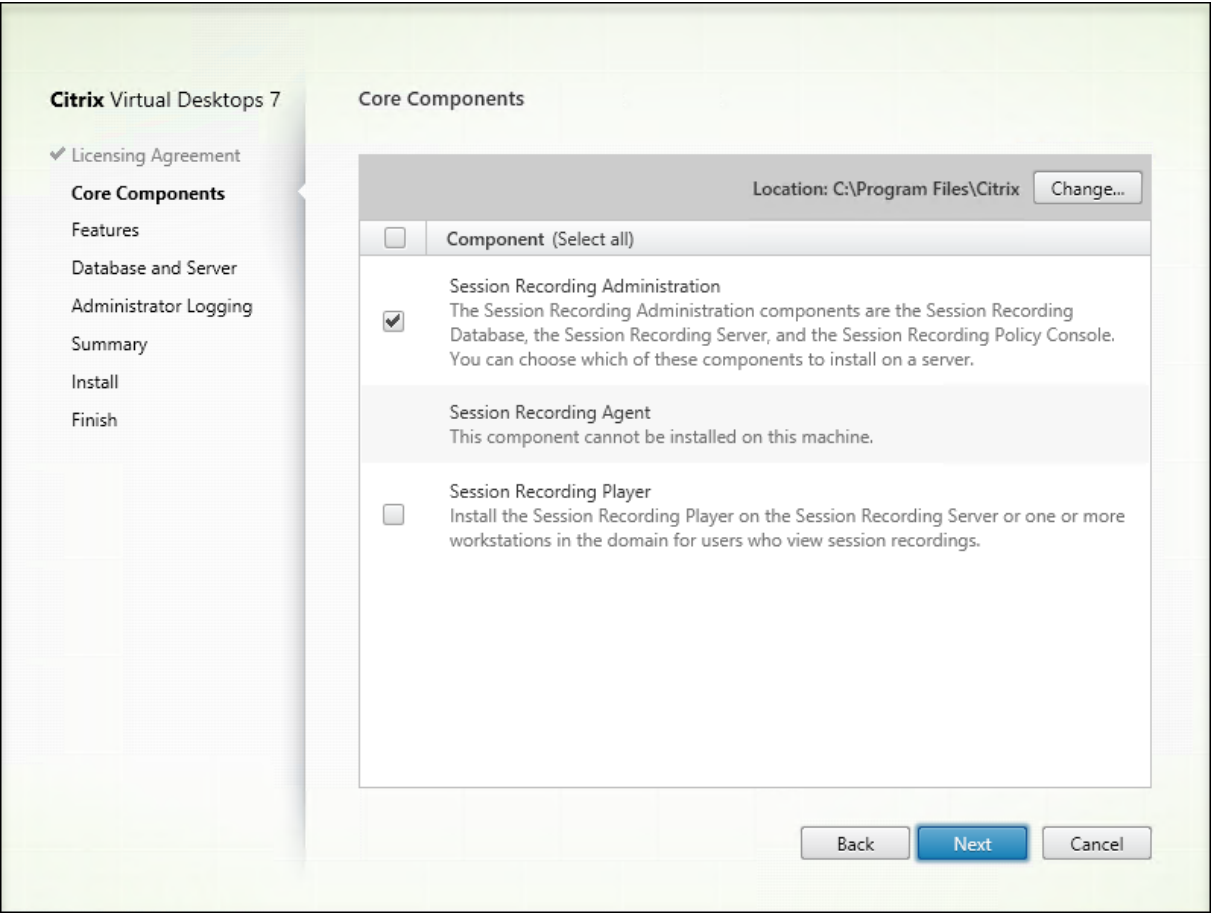 Citrix Virtual Desktops 7
Licensing Agreement
Core Components
Features
Database and Server
Administrator Logging
Summary
Install
Finish
Core Components
Location: C:\Program Files\Citrix
Change...
Component (Select all)
Session Recording Administration
The Session Recording Administration components are the Session Recording
Database, the Session Recording Server, and the Session Recording Policy Console.
You can choose which of these components to install on a server.
Session Recording Agent
This component cannot be installed on this machine.
Session Recording Player
Install the Session Recording Player on the Session Recording Server or one or more
workstations in the domain for users who view session recordings.
Back
Next
Cancel